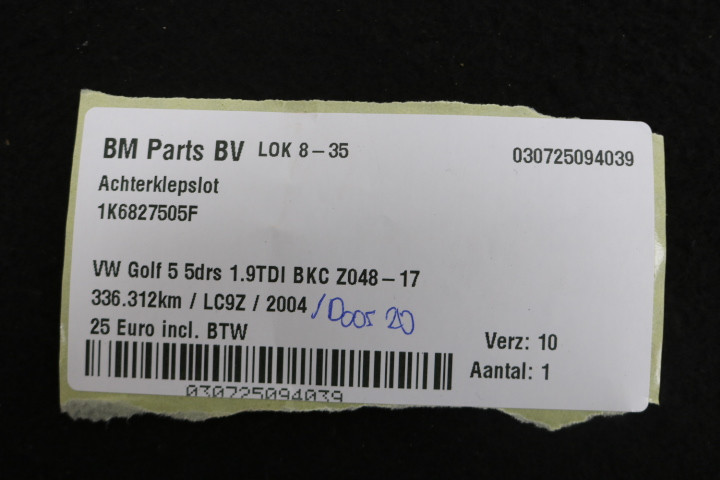 BM Parts BV LOK 8-35 030725094039
Achterklepslot
1K6827505F
VW Golf 5 5drs 1.9TDI BKC Z048-17
336.312km / LC9Z / 2004 /Door 20
25 Euro incl. BTW Verz: 10
Aantal: 1
030725094039